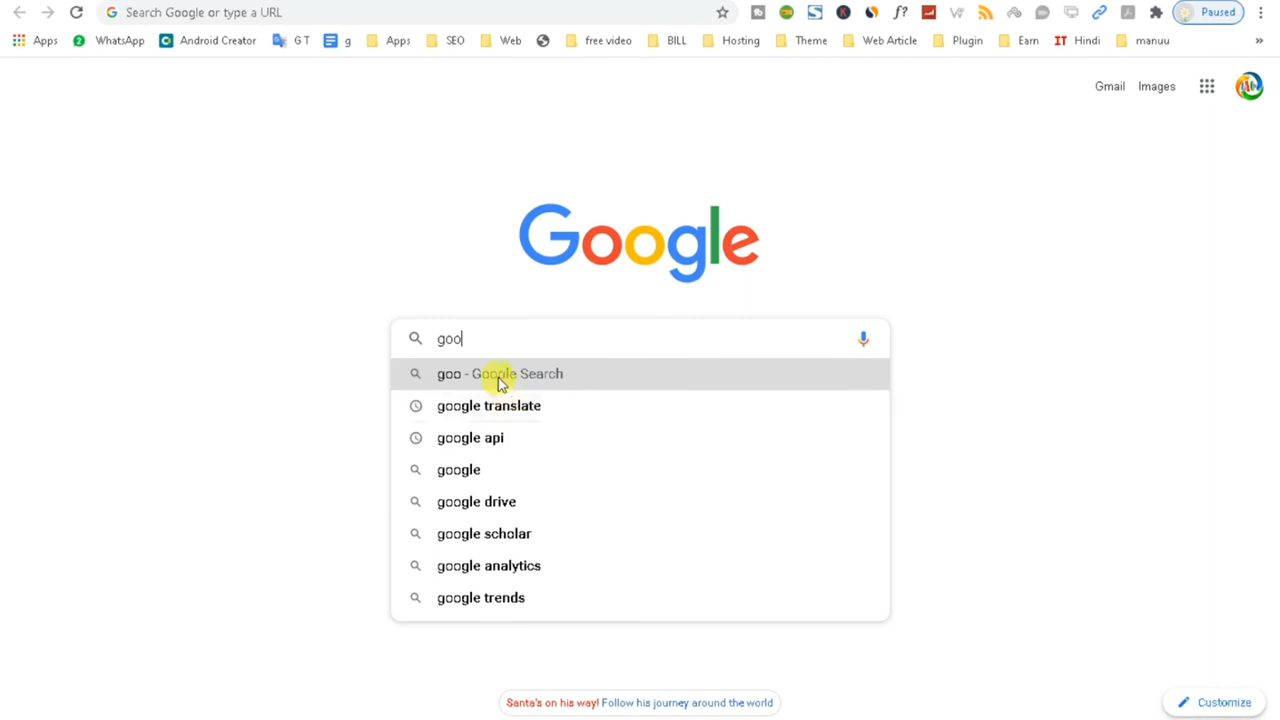 Search Google or type a URL
Paused
Apps WhatsApp Android Creator G T g Apps SEO Web free video BILL Hosting Theme Web Article Plugin Earn IT Hindi manuu »
Gmail Images
Google
goo
goo - Google Search
google translate
google api
google
google drive
google scholar
google analytics
google trends
Santa's on his way! Follow his journey around the world
Customize